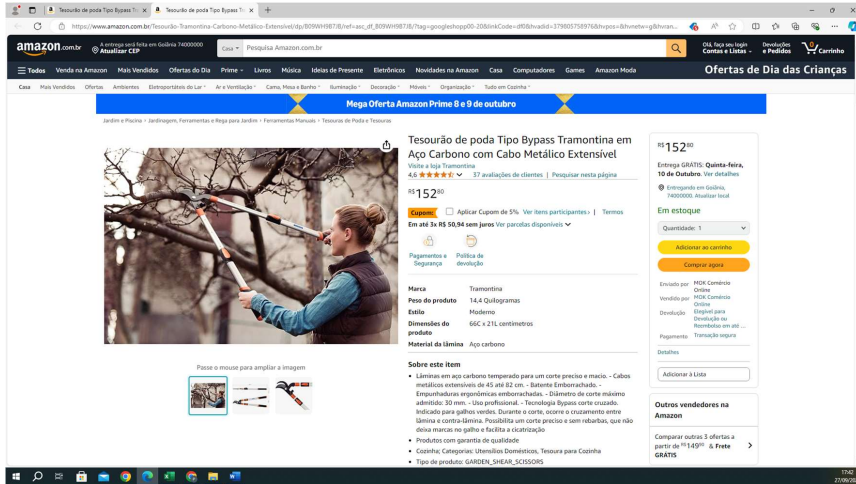 Tesourão de poda Tipo Bypass Tr
Tesourão de poda Tipo Bypass Tr
amazon.com.br
A entrega será feita em Goiânia 74000000
Atualizar CEP
Casa
Pesquisa Amazon.com.br
Olá, faça seu login
Contas e Listas
Devoluções
e Pedidos
0
Carrinho
Todos Venda na Amazon Mais Vendidos Ofertas do Dia Prime Livros Música Ideias de Presente Eletrônicos Novidades na Amazon Casa Computadores Games Amazon Moda
Ofertas de Dia das Crianças
Casa Mais Vendidos Ofertas Ambientes Eletroportáteis do Lar Ar e Ventilação Cama, Mesa e Banho Iluminação Decoração Móveis Organização Tudo em Cozinha
Mega Oferta Amazon Prime 8 e 9 de outubro
Jardim e Piscina › Jardinagem, Ferramentas e Rega para Jardim › Ferramentas Manuais › Tesouras de Poda e Tesouras
Tesourão de poda Tipo Bypass Tramontina em
Aço Carbono com Cabo Metálico Extensível
Visite a loja Tramontina
4,6 37 avaliações de clientes | Pesquisar nesta página
R$15280
Cupom: Aplicar Cupom de 5% Ver itens participantes › | Termos
Em até 3x R$ 50,94 sem juros Ver parcelas disponíveis
Pagamentos e
Segurança
Política de
devolução
Marca Tramontina
Peso do produto 14,4 Quilogramas
Estilo Moderno
Dimensões do
produto
66C x 21L centímetros
Material da lâmina Aço carbono
Sobre este item
• Lâminas em aço carbono temperado para um corte preciso e macio. - Cabos
metálicos extensíveis de 45 até 82 cm. - Batente Emborrachado. -
Empunhaduras ergonômicas emborrachadas. - Diâmetro de corte máximo
admitido: 30 mm. - Uso profissional. - Tecnologia Bypass corte cruzado.
Indicado para galhos verdes. Durante o corte, ocorre o cruzamento entre
lâmina e contra-lâmina. Possibilita um corte preciso e sem rebarbas, que não
deixa marcas no galho e facilita a cicatrização
• Produtos com garantia de qualidade
• Cozinha; Categorias: Utensílios Domésticos, Tesoura para Cozinha
• Tipo de produto: GARDEN_SHEAR_SCISSORS
Passe o mouse para ampliar a imagem
R$15280
Entrega GRÁTIS: Quinta-feira,
10 de Outubro. Ver detalhes
Entregando em Goiânia,
74000000. Atualizar local
Em estoque
Quantidade: 1
Adicionar ao carrinho
Comprar agora
Enviado por MDK Comércio
Online
Vendido por MDK Comércio
Online
Devolução Elegível para
Devolução ou
Reembolso em até ...
Pagamento Transação segura
Detalhes
Adicionar à Lista
Outros vendedores na
Amazon
Comparar outras 3 ofertas a
partir de R$14990 & Frete
GRÁTIS
17:42